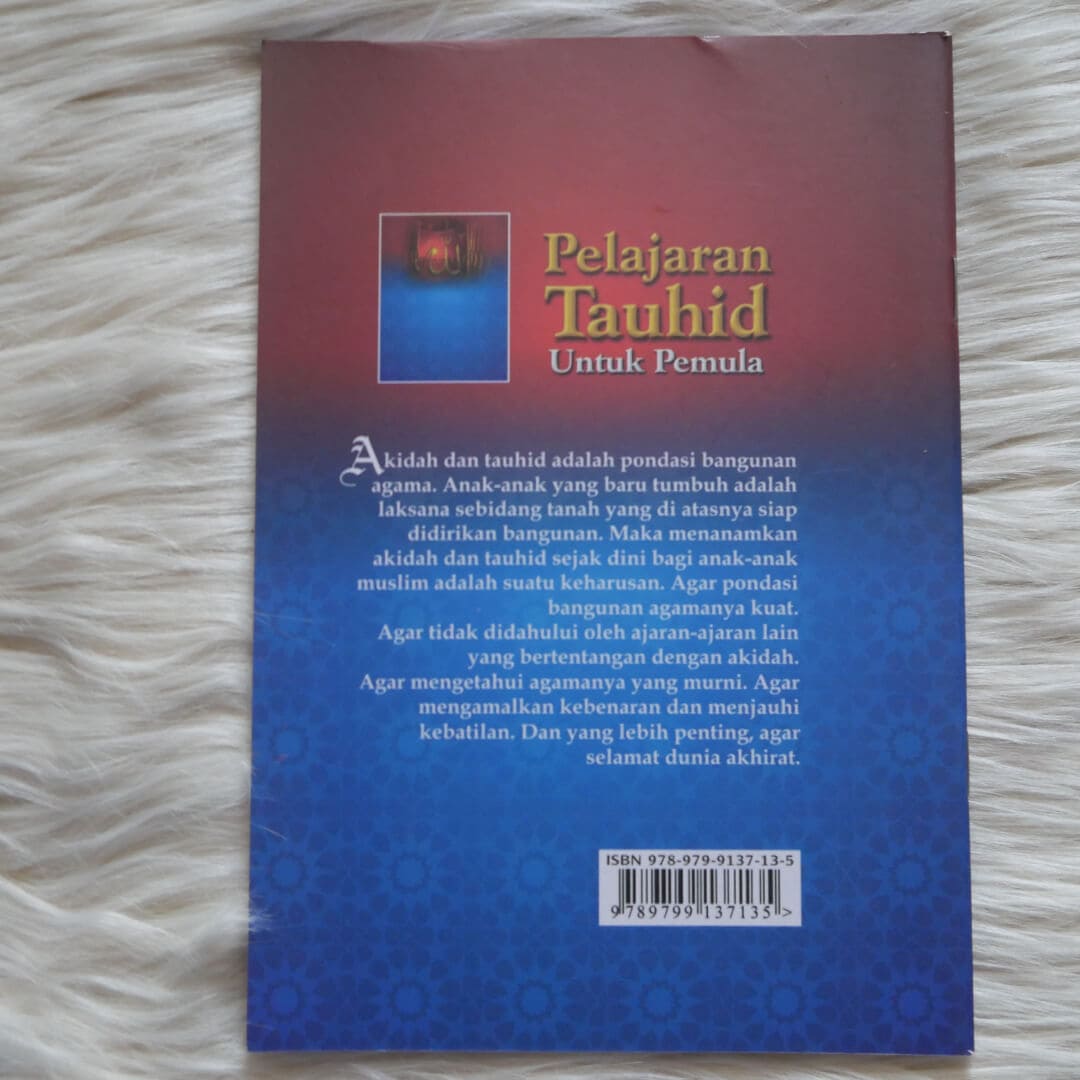 Pelajaran
Tauhid
Untuk Pemula
Akidah dan tauhid adalah pondasi bangunan
agama. Anak-anak yang baru tumbuh adalah
laksana sebidang tanah yang di atasnya siap
didirikan bangunan. Maka menanamkan
akidah dan tauhid sejak dini bagi anak-anak
muslim adalah suatu keharusan. Agar pondasi
bangunan agamanya kuat.
Agar tidak didahului oleh ajaran-ajaran lain
yang bertentangan dengan akidah.
Agar mengetahui agamanya yang murni. Agar
mengamalkan kebenaran dan menjauhi
kebatilan. Dan yang lebih penting, agar
selamat dunia akhirat.
ISBN 978-979-9137-13-5
9789799137135>